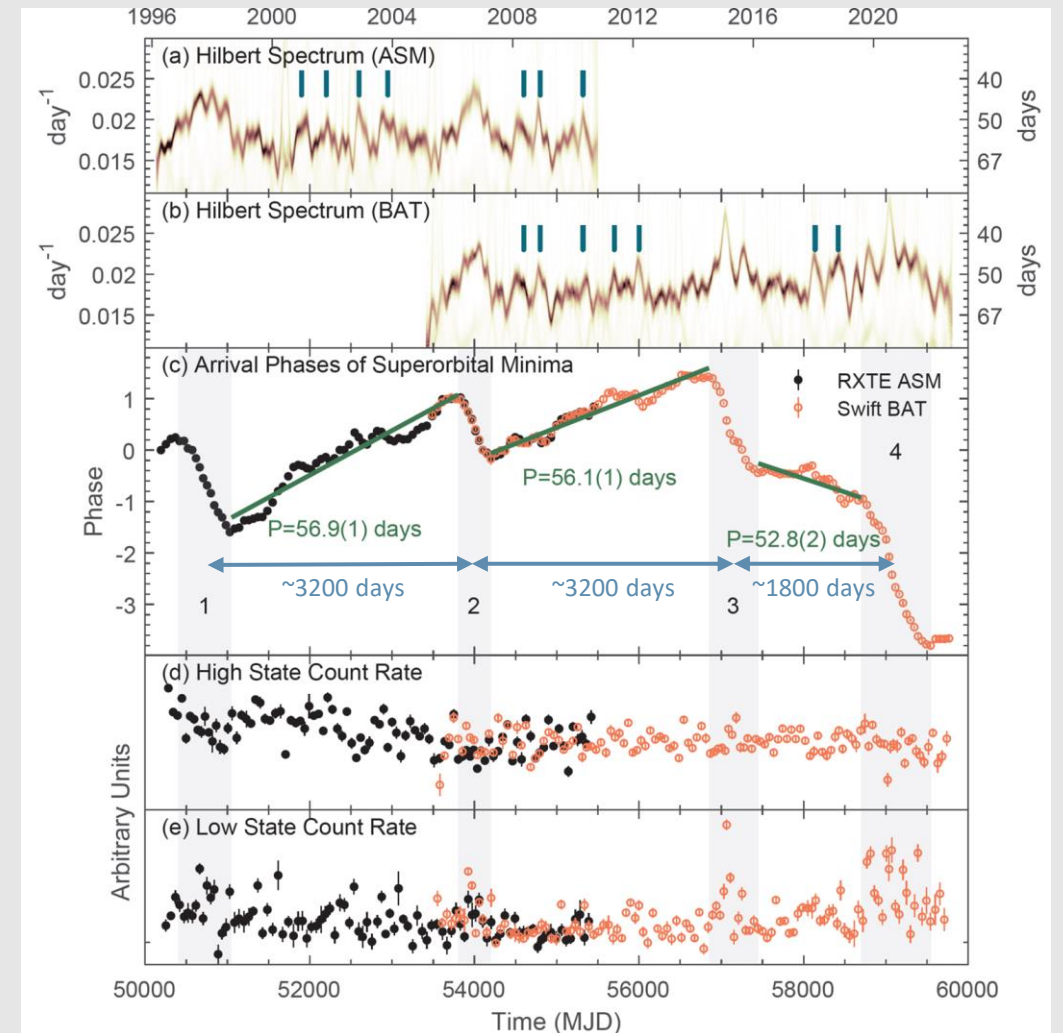 1996 2000 2004 2008 2012 2016 2020
(a) Hilbert Spectrum (ASM)
0.025
0.02
0.015
day⁻¹
40
50
67
days
(b) Hilbert Spectrum (BAT)
0.025
0.02
0.015
day⁻¹
40
50
67
days
(c) Arrival Phases of Superorbital Minima
RXTE ASM
Swift BAT
1
0
-1
-2
-3
Phase
4
P=56.1(1) days
P=56.9(1) days
P=52.8(2) days
~3200 days
~3200 days
~1800 days
1
2
3
(d) High State Count Rate
Arbitrary Units
(e) Low State Count Rate
50000 52000 54000 56000 58000 60000
Time (MJD)